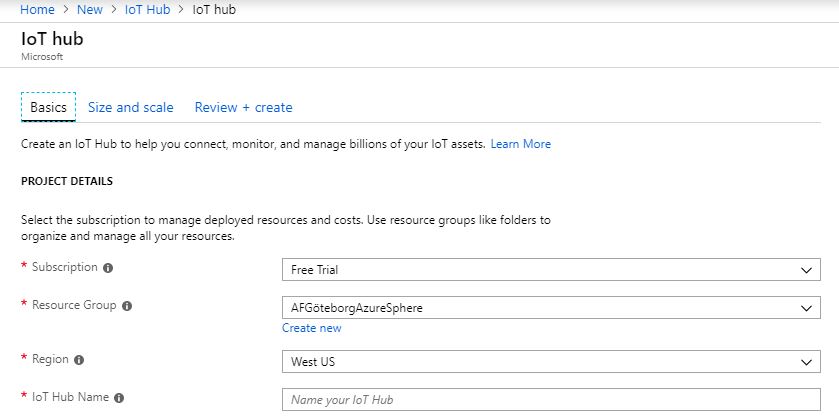 Home > New > IoT Hub > IoT hub
IoT hub
Microsoft
Basics Size and scale Review + create
Create an IoT Hub to help you connect, monitor, and manage billions of your IoT assets. Learn More
PROJECT DETAILS
Select the subscription to manage deployed resources and costs. Use resource groups like folders to
organize and manage all your resources.
* Subscription Free Trial
* Resource Group AFGöteborgAzureSphere
Create new
* Region West US
* IoT Hub Name Name your IoT Hub